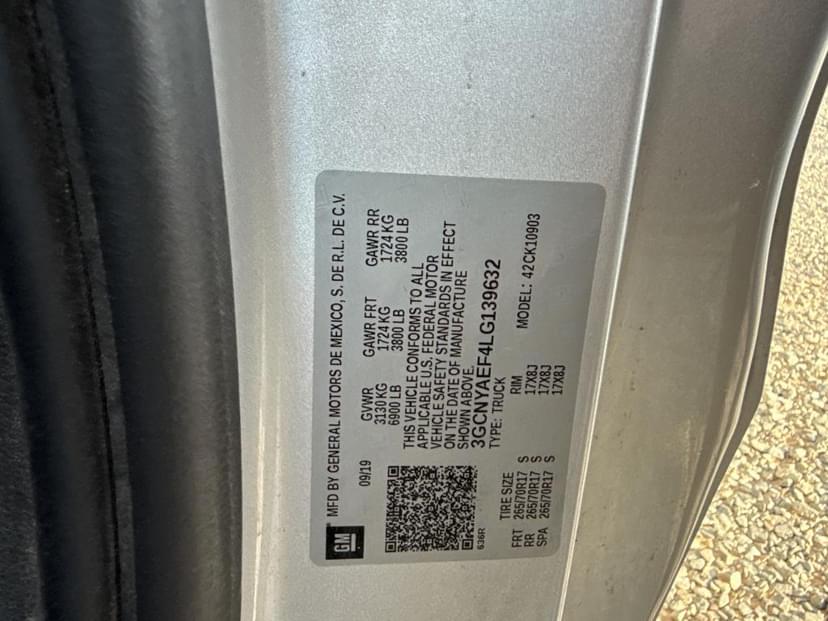 GM
MFD BY GENERAL MOTORS DE MEXICO, S. DE R.L. DE C.V.
09/19
GVWR GAWR FRT GAWR RR
3130 KG 1724 KG 1724 KG
6900 LB 3800 LB 3800 LB
THIS VEHICLE CONFORMS TO ALL
APPLICABLE U.S. FEDERAL MOTOR
VEHICLE SAFETY STANDARDS IN EFFECT
ON THE DATE OF MANUFACTURE
SHOWN ABOVE.
3GCNYAEF4LG139632
TYPE: TRUCK
636R
MODEL: 42CK10903
TIRE SIZE RIM
FRT 265/70R17 S 17X8J
RR 265/70R17 S 17X8J
SPA 265/70R17 S 17X8J